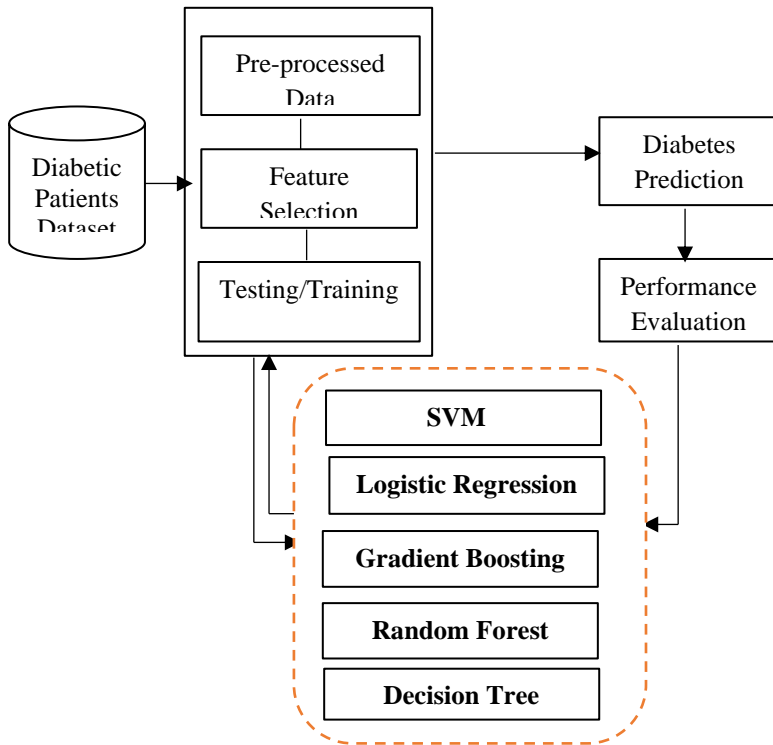 Pre-processed
Data
Diabetic
Patients
Dataset
Feature
Selection
Testing/Training
Diabetes
Prediction
Performance
Evaluation
SVM
Logistic Regression
Gradient Boosting
Random Forest
Decision Tree